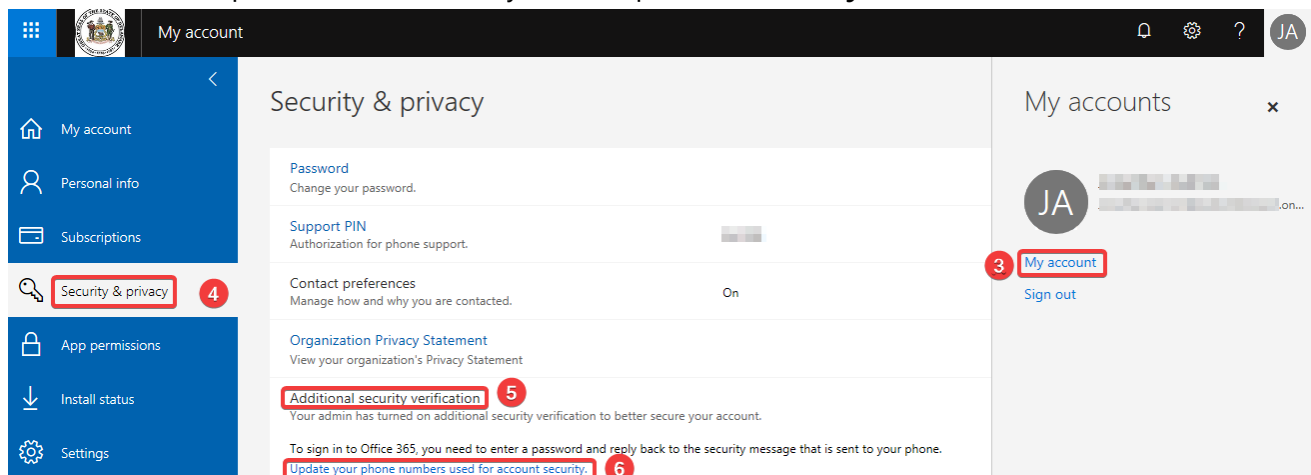 My account
?
JA
My account
Personal info
Subscriptions
Security & privacy
4
App permissions
Install status
Settings
Security & privacy
Password
Change your password.
Support PIN
Authorization for phone support.
Contact preferences
Manage how and why you are contacted.
On
Organization Privacy Statement
View your organization's Privacy Statement
Additional security verification
5
Your admin has turned on additional security verification to better secure your account.
To sign in to Office 365, you need to enter a password and reply back to the security message that is sent to your phone.
Update your phone numbers used for account security.
6
My accounts
JA
.on...
3
My account
Sign out